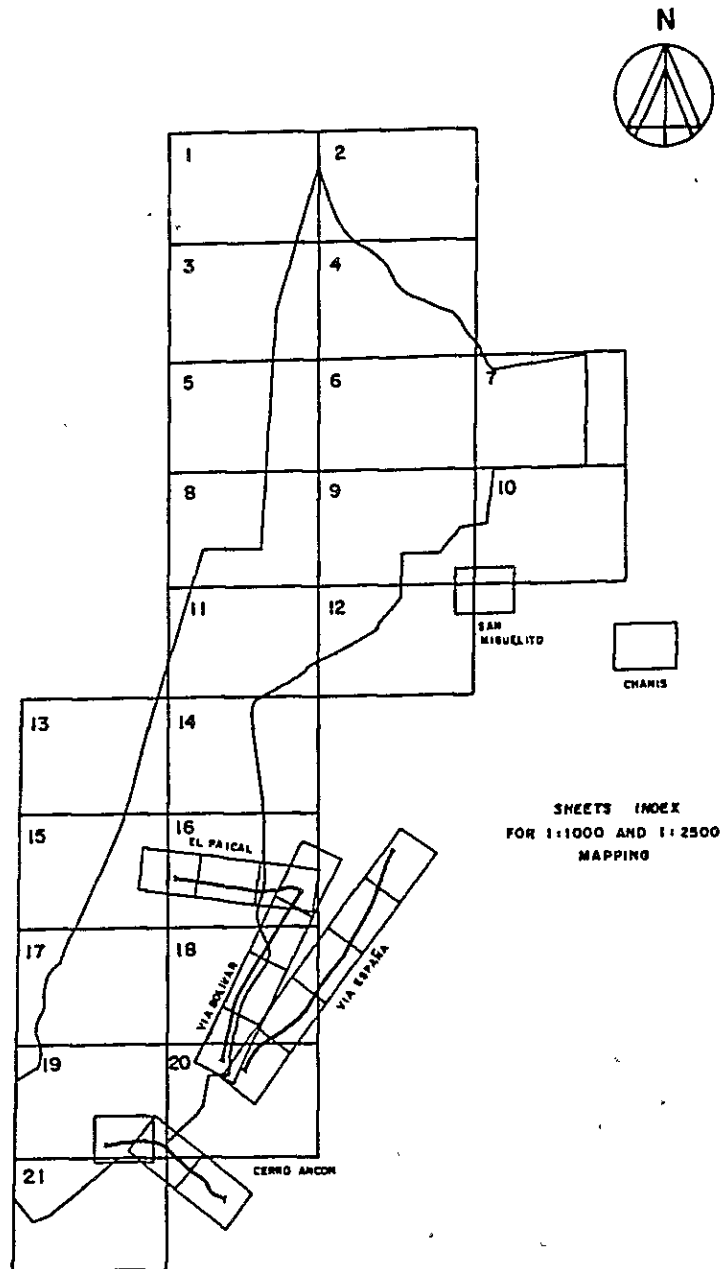 N
1
2
3
4
5
6
7
8
9
10
11
12
SAN
MIGUELITO
CHANIS
13
14
SHEETS INDEX
FOR 1:1000 AND 1:2500
MAPPING
15
16
EL PAICAL
17
18
VIA BOLIVAR
VIA ESPAÑA
19
20
21
CERRO ANCON